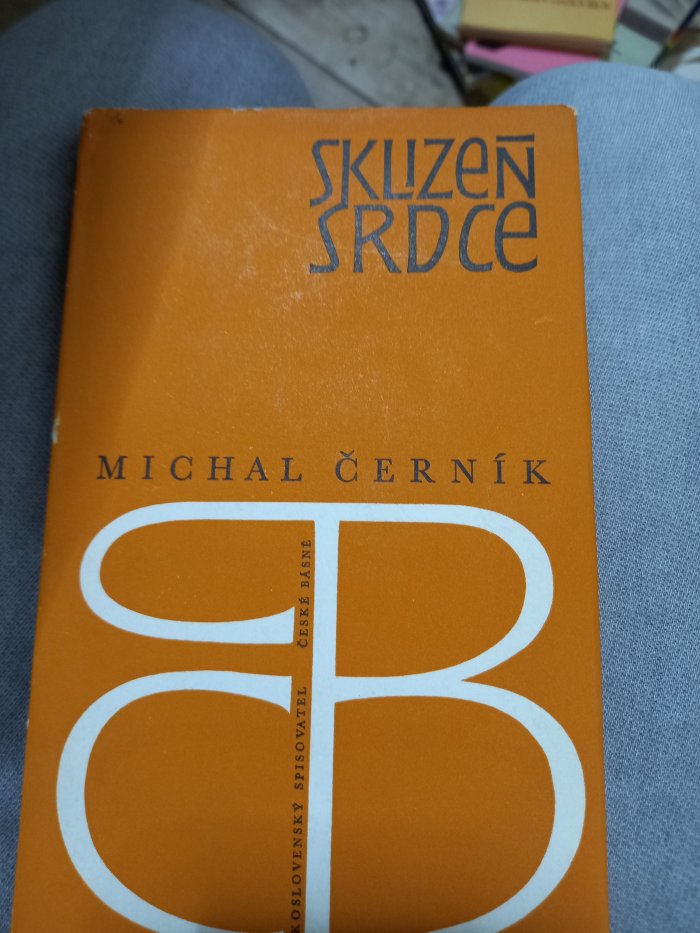 SKLIZEŇ
SRDCE
MICHAL ČERNÍK
ČESKÉ BÁSNĚ
KOSLOVENSKÝ SPISOVATEL